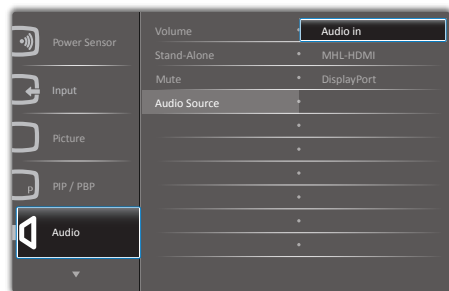 Power Sensor
Input
Picture
P
PIP / PBP
Audio
Volume
Stand-Alone
Mute
Audio Source
Audio in
MHL-HDMI
DisplayPort